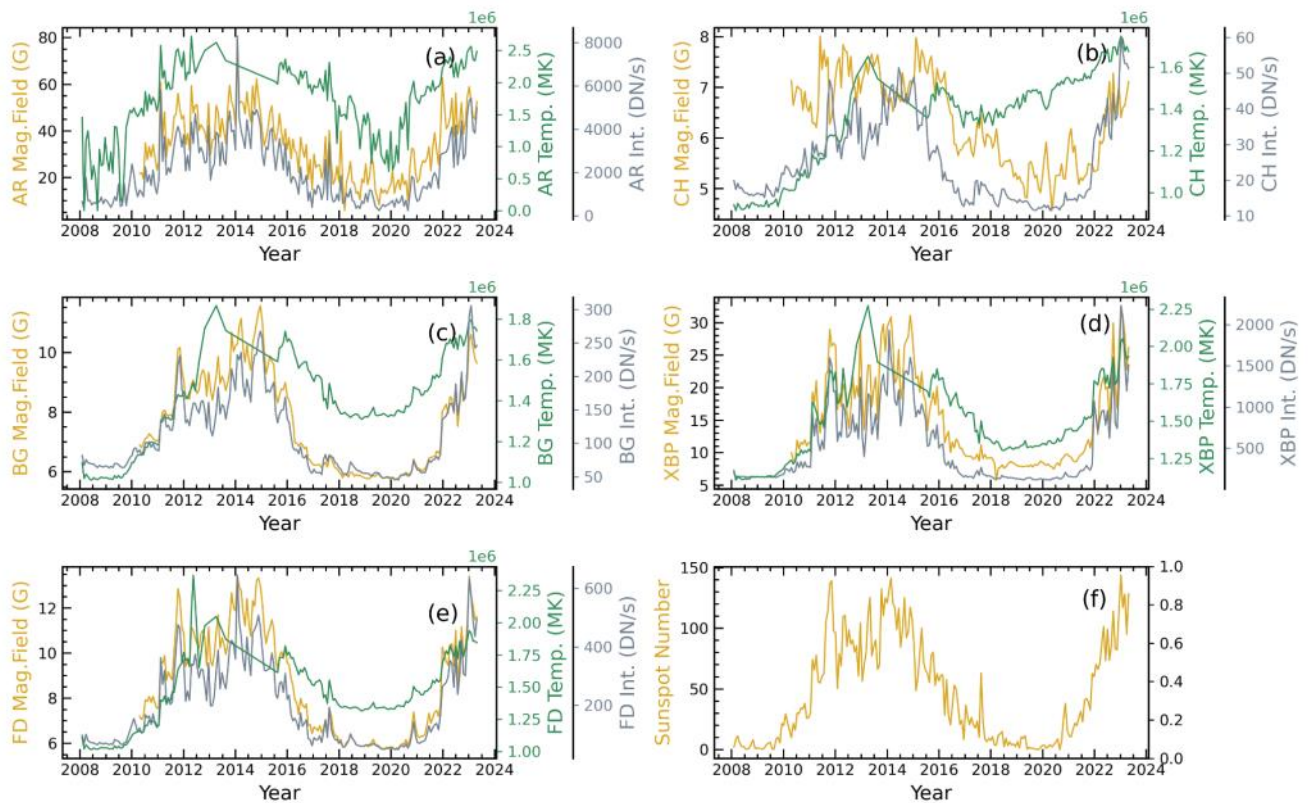 1e6
AR Mag.Field (G)
80
60
40
20
(a)
2.5
2.0
1.5
1.0
0.5
0.0
AR Temp. (MK)
8000
6000
4000
2000
0
AR Int. (DN/s)
2008 2010 2012 2014 2016 2018 2020 2022 2024
Year
1e6
CH Mag.Field (G)
8
7
6
5
(b)
1.6
1.4
1.2
1.0
CH Temp. (MK)
60
50
40
30
20
10
CH Int. (DN/s)
2008 2010 2012 2014 2016 2018 2020 2022 2024
Year
1e6
BG Mag.Field (G)
10
8
6
(c)
1.8
1.6
1.4
1.2
1.0
BG Temp. (MK)
300
250
200
150
100
50
BG Int. (DN/s)
2008 2010 2012 2014 2016 2018 2020 2022 2024
Year
1e6
XBP Mag.Field (G)
30
25
20
15
10
5
(d)
2.25
2.00
1.75
1.50
1.25
XBP Temp. (MK)
2000
1500
1000
500
XBP Int. (DN/s)
2008 2010 2012 2014 2016 2018 2020 2022 2024
Year
1e6
FD Mag.Field (G)
12
10
8
6
(e)
2.25
2.00
1.75
1.50
1.25
1.00
FD Temp. (MK)
600
400
200
FD Int. (DN/s)
2008 2010 2012 2014 2016 2018 2020 2022 2024
Year
Sunspot Number
150
100
50
0
(f)
1.0
0.8
0.6
0.4
0.2
0.0
2008 2010 2012 2014 2016 2018 2020 2022 2024
Year